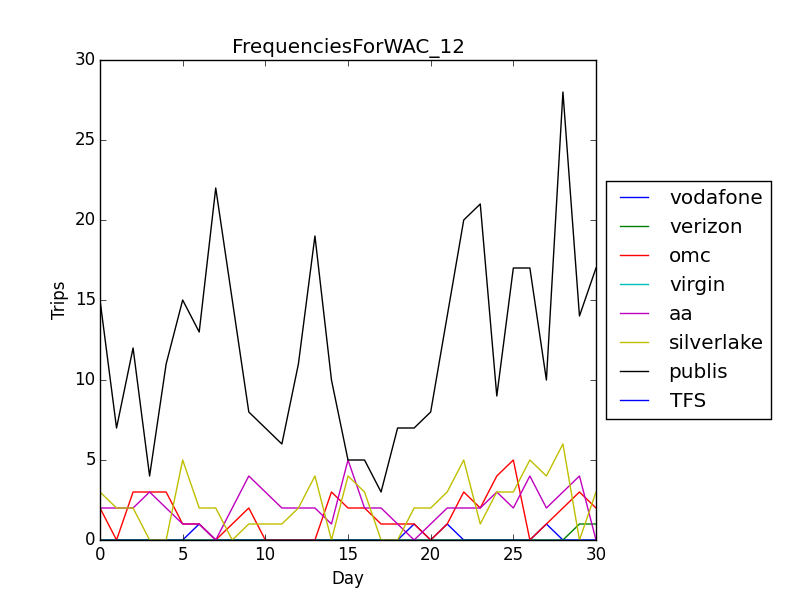 FrequenciesForWAC_12
30
25
20
15
10
5
0
Trips
0 5 10 15 20 25 30
Day
vodafone
verizon
omc
virgin
aa
silverlake
publis
TFS